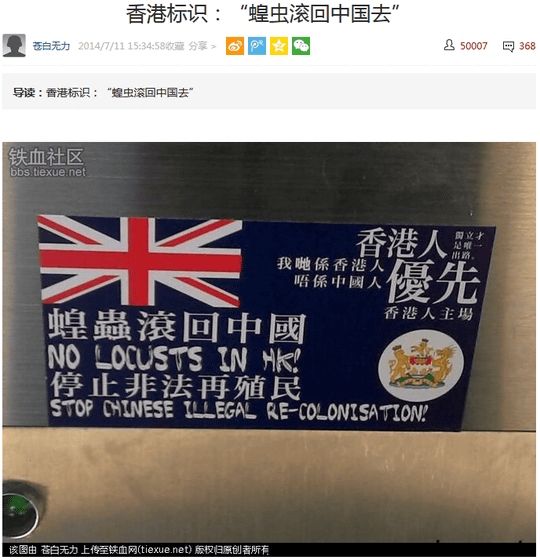 香港标识：“蝗虫滚回中国去”
苍白无力 2014/7/11 15:34:58收藏 分享 > 50007 368
导读：香港标识：“蝗虫滚回中国去”
铁血社区
bbs.tiexue.net
香港人
獨立才
是唯一
出路。
我哋係香港人
唔係中國人
優先
香港人主場
蝗蟲滾回中國
NO LOCUSTS IN HK!
停止非法再殖民
STOP CHINESE ILLEGAL RE-COLONISATION!
该图由 苍白无力 上传至铁血网(tiexue.net) 版权归原创者所有